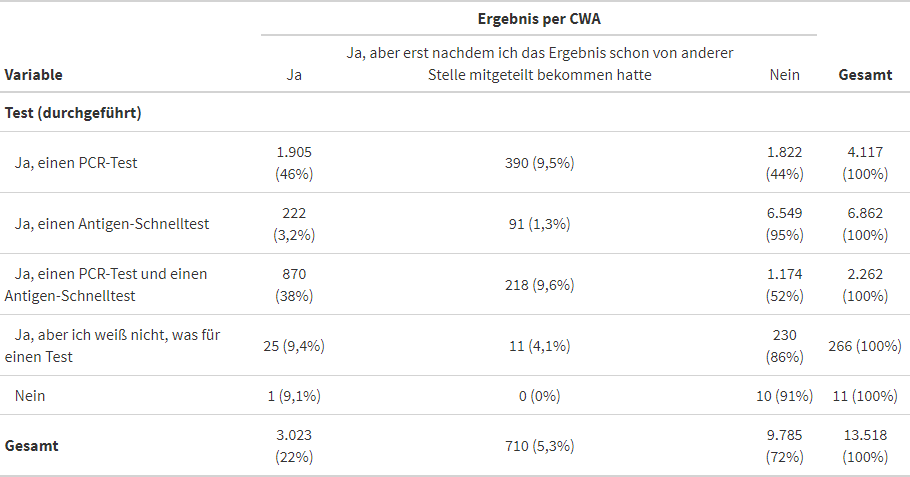 Ergebnis per CWA
Ja, aber erst nachdem ich das Ergebnis schon von anderer
Variable Ja Stelle mitgeteilt bekommen hatte Nein Gesamt
Test (durchgeführt)
1.905 1.822 4.117
Ja, einen PCR-Test 390 (9,5%)
(46%) (44%) (100%)
222 6.549 6.862
Ja, einen Antigen-Schnelltest 91 (1,3%)
(3,2%) (95%) (100%)
Ja, einen PCR-Test und einen 870 1.174 2.262
218 (9,6%)
Antigen-Schnelltest (38%) (52%) (100%)
Ja, aber ich weiß nicht, was für 230
25 (9,4%) 11 (4,1%) 266 (100%)
einen Test (86%)
Nein 1 (9,1%) 0 (0%) 10 (91%) 11 (100%)
3.023 9.785 13.518
Gesamt 710 (5,3%)
(22%) (72%) (100%)